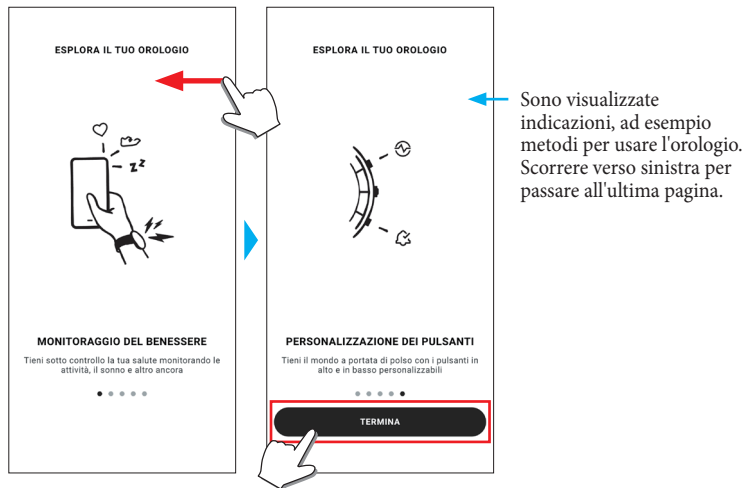 ESPLORA IL TUO OROLOGIO
z z
MONITORAGGIO DEL BENESSERE
Tieni sotto controllo la tua salute monitorando le
attività, il sonno e altro ancora
ESPLORA IL TUO OROLOGIO
PERSONALIZZAZIONE DEI PULSANTI
Tieni il mondo a portata di polso con i pulsanti in
alto e in basso personalizzabili
TERMINA
Sono visualizzate
indicazioni, ad esempio
metodi per usare l'orologio.
Scorrere verso sinistra per
passare all'ultima pagina.